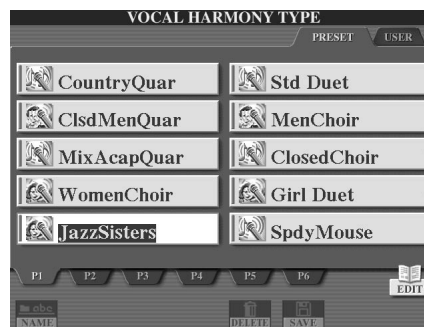 VOCAL HARMONY TYPE
PRESET USER
CountryQuar Std Duet
ClsdMenQuar MenChoir
MixAcapQuar ClosedChoir
WomenChoir Girl Duet
JazzSisters SpdyMouse
P1 P2 P3 P4 P5 P6
EDIT
abc
NAME DELETE SAVE